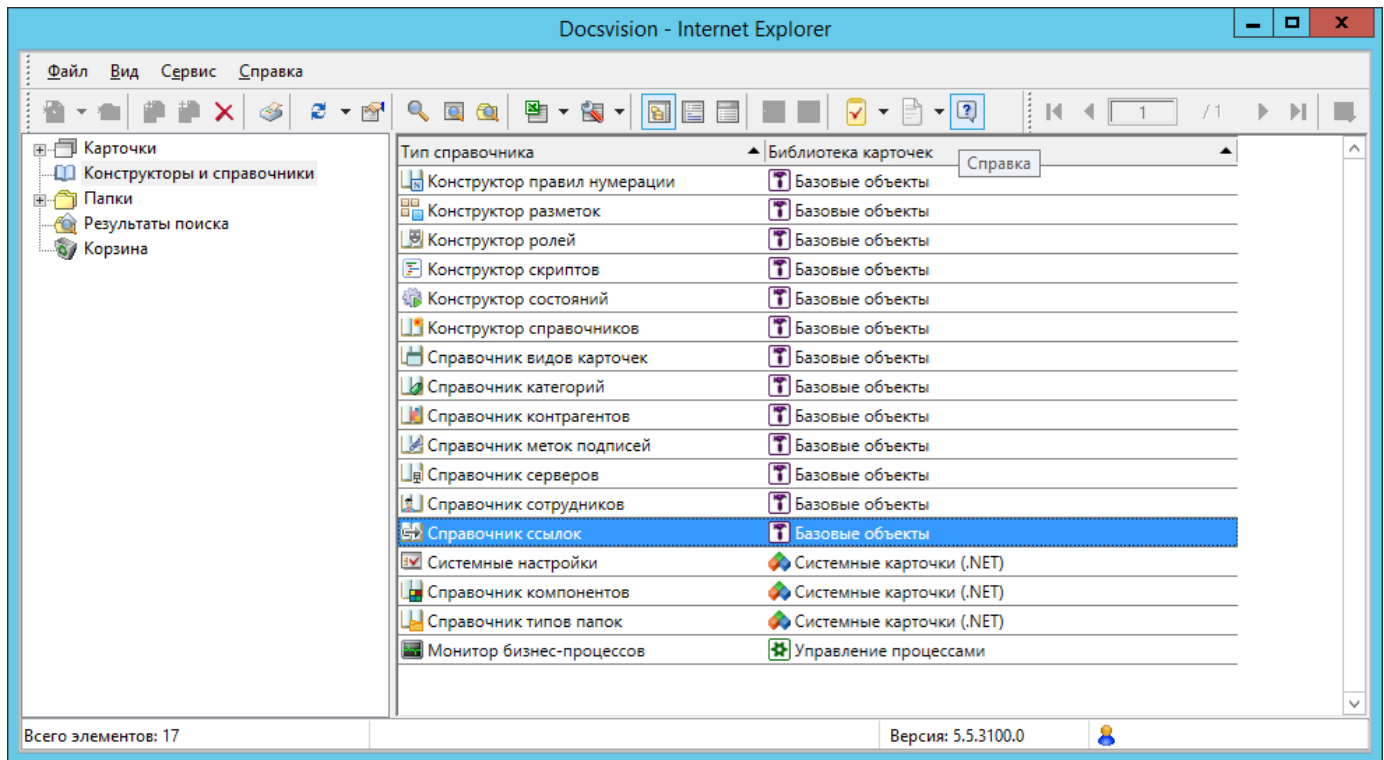 Docsvision - Internet Explorer
Файл Вид Сервис Справка
1 /1
Карточки
Конструкторы и справочники
Папки
Результаты поиска
Корзина
Тип справочника Библиотека карточек
Справка
Конструктор правил нумерации Базовые объекты
Конструктор разметок Базовые объекты
Конструктор ролей Базовые объекты
Конструктор скриптов Базовые объекты
Конструктор состояний Базовые объекты
Конструктор справочников Базовые объекты
Справочник видов карточек Базовые объекты
Справочник категорий Базовые объекты
Справочник контрагентов Базовые объекты
Справочник меток подписей Базовые объекты
Справочник серверов Базовые объекты
Справочник сотрудников Базовые объекты
Справочник ссылок Базовые объекты
Системные настройки Системные карточки (.NET)
Справочник компонентов Системные карточки (.NET)
Справочник типов папок Системные карточки (.NET)
Монитор бизнес-процессов Управление процессами
Всего элементов: 17 Версия: 5.5.3100.0